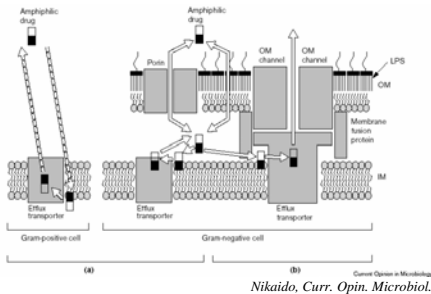 Amphiphilic
drug
Amphiphilic
drug
Porin
OM
channel
OM
channel
LPS
OM
Membrane
fusion
protein
IM
Efflux
transporter
Efflux
transporter
Efflux
transporter
Gram-positive cell
Gram-negative cell
(a)
(b)
Current Opinion in Microbiology
Nikaido, Curr. Opin. Microbiol.